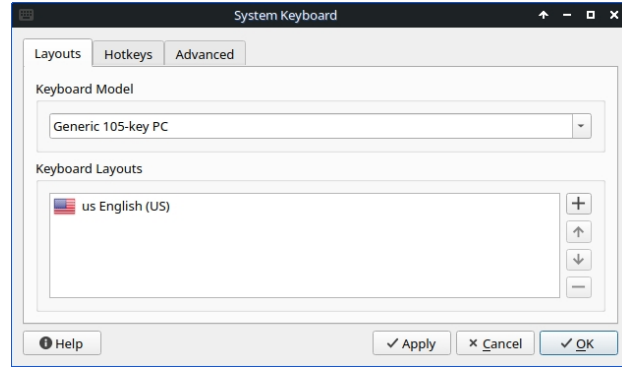 System Keyboard
Layouts Hotkeys Advanced
Keyboard Model
Generic 105-key PC
Keyboard Layouts
us English (US)
Help Apply Cancel OK